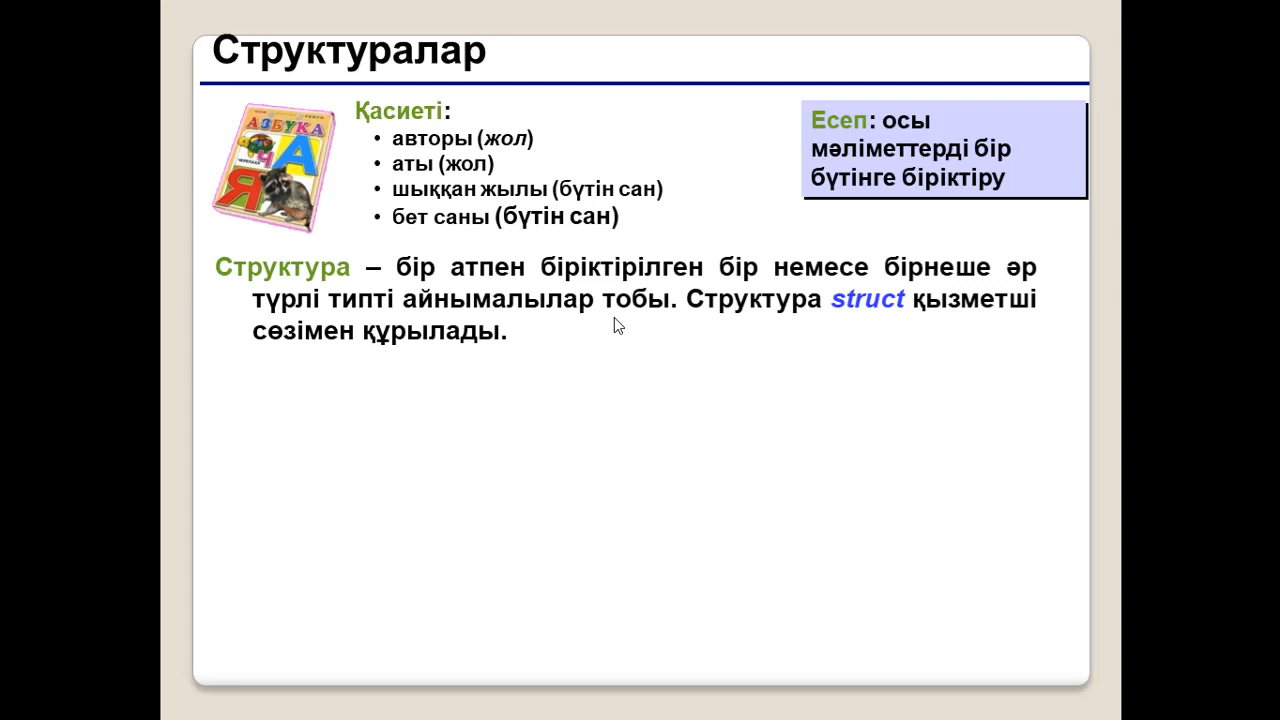 Структуралар
АЗБУКА
А
Ч
ЧЕРЕПАХА
Я
Қасиеті:
• авторы (жол)
• аты (жол)
• шыққан жылы (бүтін сан)
• бет саны (бүтін сан)
Есеп: осы
мәліметтерді бір
бүтінге біріктіру
Структура – бір атпен біріктірілген бір немесе бірнеше әр
түрлі типті айнымалылар тобы. Структура struct қызметші
сөзімен құрылады.